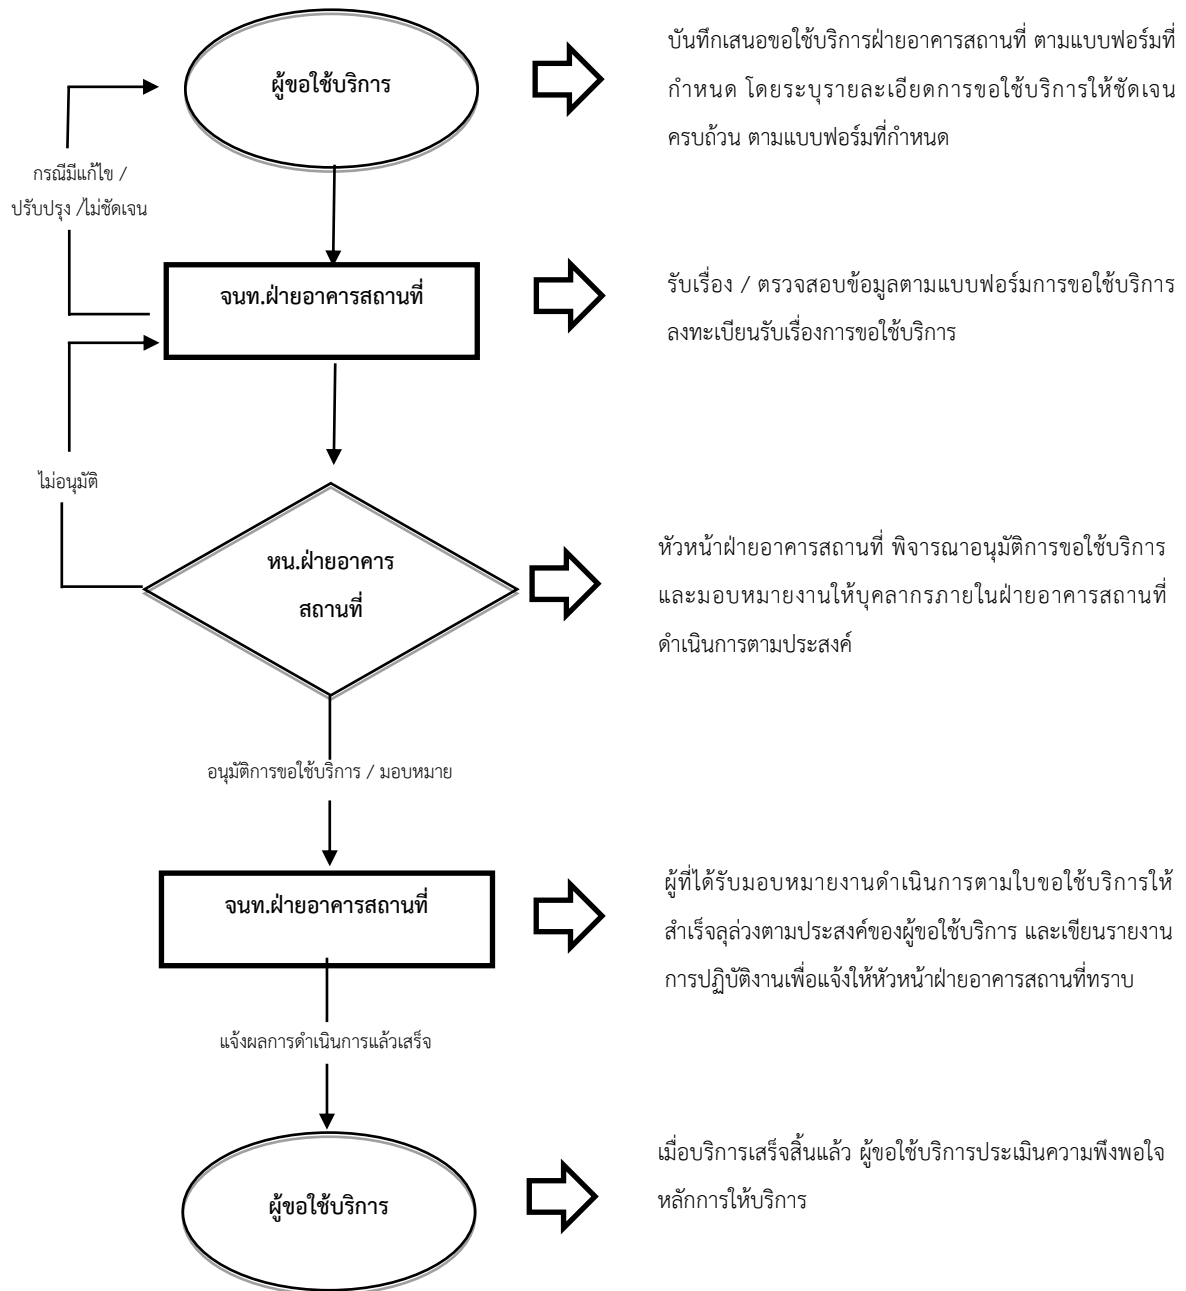 ผู้ขอใช้บริการ
บันทึกเสนอขอใช้บริการฝ่ายอาคารสถานที่ ตามแบบฟอร์มที่
กำหนด โดยระบุรายละเอียดการขอใช้บริการให้ชัดเจน
ครบถ้วน ตามแบบฟอร์มที่กำหนด
กรณีมีแก้ไข /
ปรับปรุง /ไม่ชัดเจน
จนท.ฝ่ายอาคารสถานที่
รับเรื่อง / ตรวจสอบข้อมูลตามแบบฟอร์มการขอใช้บริการ
ลงทะเบียนรับเรื่องการขอใช้บริการ
ไม่อนุมัติ
หน.ฝ่ายอาคาร
สถานที่
หัวหน้าฝ่ายอาคารสถานที่ พิจารณาอนุมัติการขอใช้บริการ
และมอบหมายงานให้บุคลากรภายในฝ่ายอาคารสถานที่
ดำเนินการตามประสงค์
อนุมัติการขอใช้บริการ / มอบหมาย
จนท.ฝ่ายอาคารสถานที่
ผู้ที่ได้รับมอบหมายงานดำเนินการตามใบขอใช้บริการให้
สำเร็จลุล่วงตามประสงค์ของผู้ขอใช้บริการ และเขียนรายงาน
การปฏิบัติงานเพื่อแจ้งให้หัวหน้าฝ่ายอาคารสถานที่ทราบ
แจ้งผลการดำเนินการแล้วเสร็จ
ผู้ขอใช้บริการ
เมื่อบริการเสร็จสิ้นแล้ว ผู้ขอใช้บริการประเมินความพึงพอใจ
หลักการให้บริการ